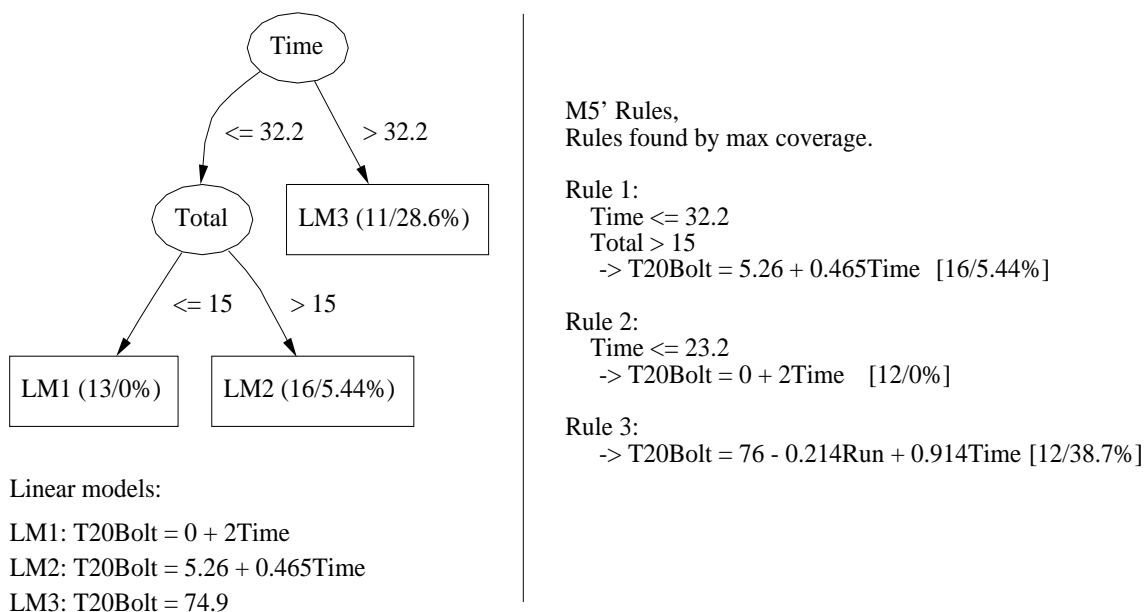 Time
<= 32.2
> 32.2
Total
LM3 (11/28.6%)
<= 15
> 15
LM1 (13/0%)
LM2 (16/5.44%)
Linear models:
LM1: T20Bolt = 0 + 2Time
LM2: T20Bolt = 5.26 + 0.465Time
LM3: T20Bolt = 74.9
M5' Rules,
Rules found by max coverage.
Rule 1:
Time <= 32.2
Total > 15
-> T20Bolt = 5.26 + 0.465Time [16/5.44%]
Rule 2:
Time <= 23.2
-> T20Bolt = 0 + 2Time [12/0%]
Rule 3:
-> T20Bolt = 76 - 0.214Run + 0.914Time [12/38.7%]